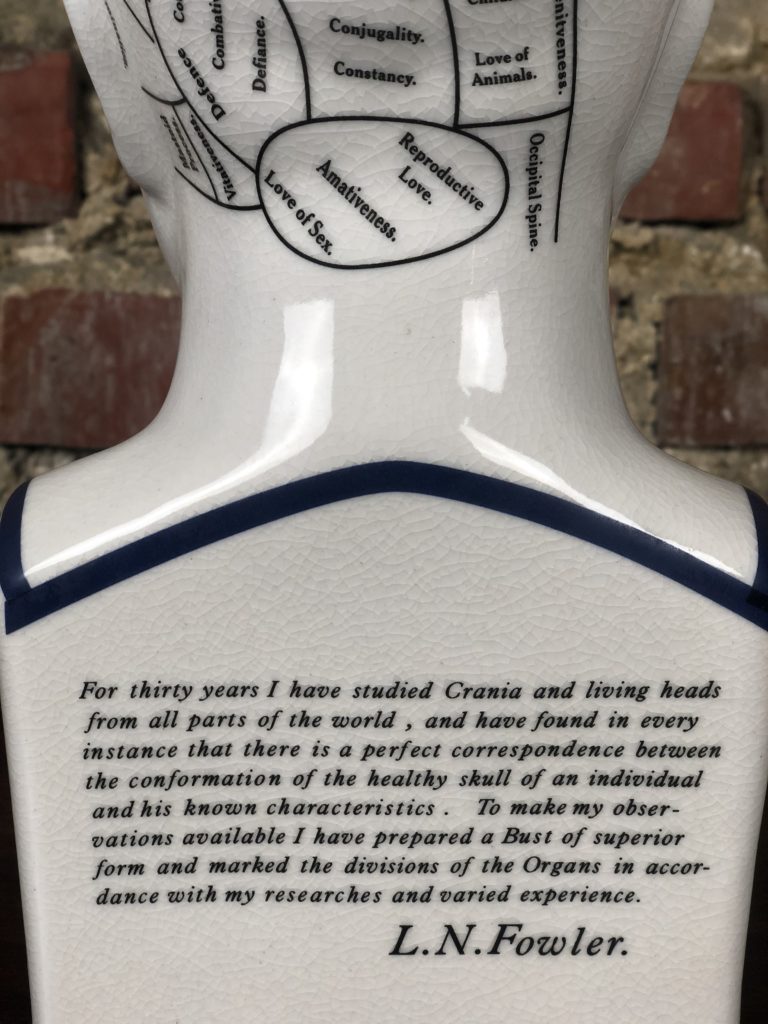 Conjugality.
Constancy.
Love of
Animals.
Defence
Defiance.
Vitativeness.
Reproductive
Love.
Amativeness.
Love of Sex.
Occipital Spine.
For thirty years I have studied Crania and living heads
from all parts of the world , and have found in every
instance that there is a perfect correspondence between
the conformation of the healthy skull of an individual
and his known characteristics . To make my obser-
vations available I have prepared a Bust of superior
form and marked the divisions of the Organs in accor-
dance with my researches and varied experience.
L.N.Fowler.